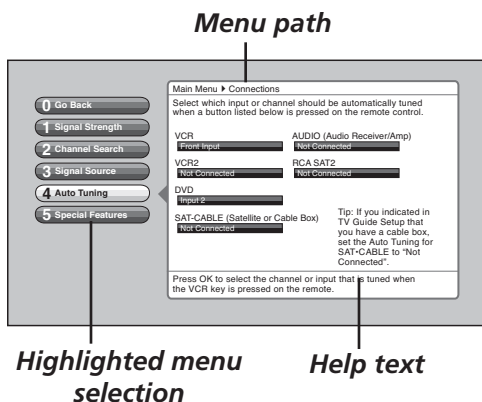 Menu path
Main Menu ▶ Connections
Select which input or channel should be automatically tuned
when a button listed below is pressed on the remote control.
0 Go Back
1 Signal Strength
2 Channel Search
3 Signal Source
4 Auto Tuning
5 Special Features
VCR
Front Input
VCR2
Not Connected
DVD
Input 2
SAT-CABLE (Satellite or Cable Box)
Not Connected
AUDIO (Audio Receiver/Amp)
Not Connected
RCA SAT2
Not Connected
Tip: If you indicated in
TV Guide Setup that
you have a cable box,
set the Auto Tuning for
SAT•CABLE to "Not
Connected".
Press OK to select the channel or input that is tuned when
the VCR key is pressed on the remote.
Highlighted menu
selection
Help text